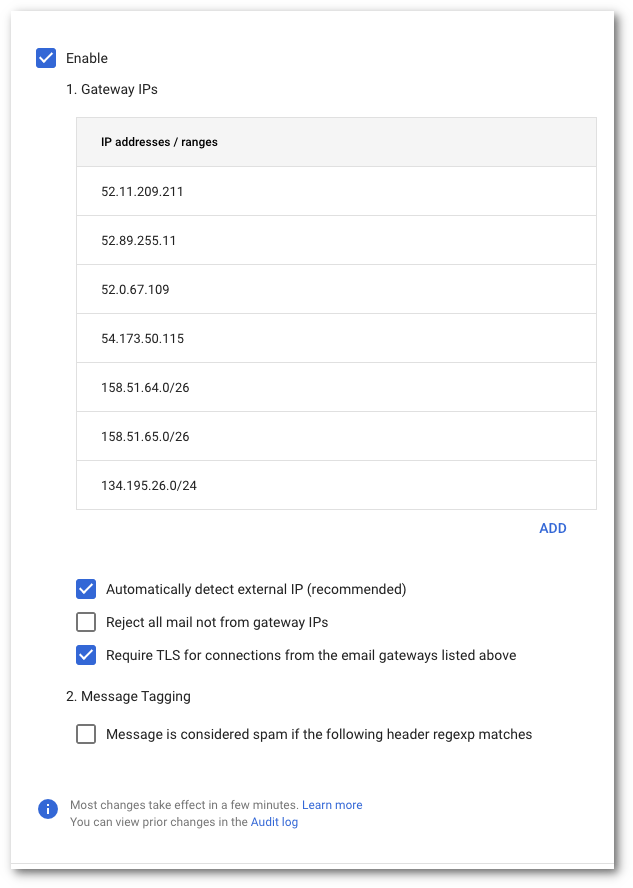 Enable
1. Gateway IPs
IP addresses / ranges
52.11.209.211
52.89.255.11
52.0.67.109
54.173.50.115
158.51.64.0/26
158.51.65.0/26
134.195.26.0/24
ADD
Automatically detect external IP (recommended)
Reject all mail not from gateway IPs
Require TLS for connections from the email gateways listed above
2. Message Tagging
Message is considered spam if the following header regexp matches
Most changes take effect in a few minutes. Learn more
You can view prior changes in the Audit log